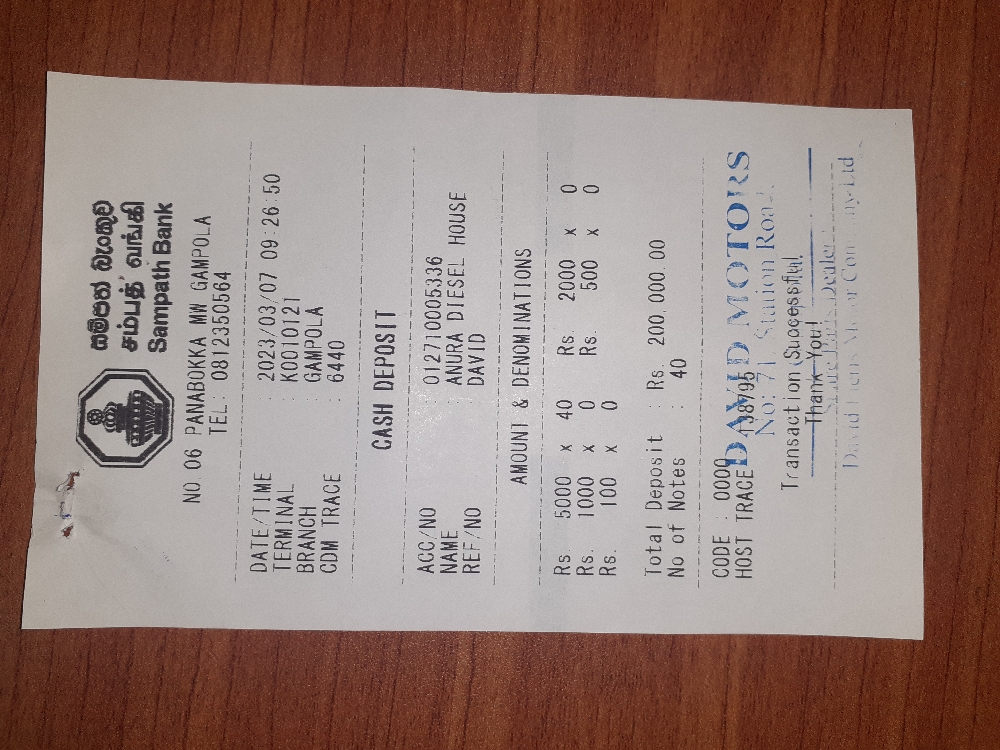 සම්පත් බැංකුව
சம்பத் வங்கி
Sampath Bank
NO 06 PANABOKKA MW GAMPOLA
TEL: 0812350564
DATE/TIME : 2023/03/07 09:26:50
TERMINAL : K0010121
BRANCH : GAMPOLA
CDM TRACE : 6440
CASH DEPOSIT
ACC/NO : 012710005336
NAME : ANURA DIESEL HOUSE
REF/NO : DAVID
AMOUNT & DENOMINATIONS
Rs 5000 x 40 Rs. 2000 x 0
Rs. 1000 x 0 Rs. 500 x 0
Rs. 100 x 0
Total Deposit : Rs. 200,000.00
No of Notes : 40
CODE : 0000
HOST TRACE
DAVID MOTORS
No: 71, Station Road,
Transaction Successful
Thank You!